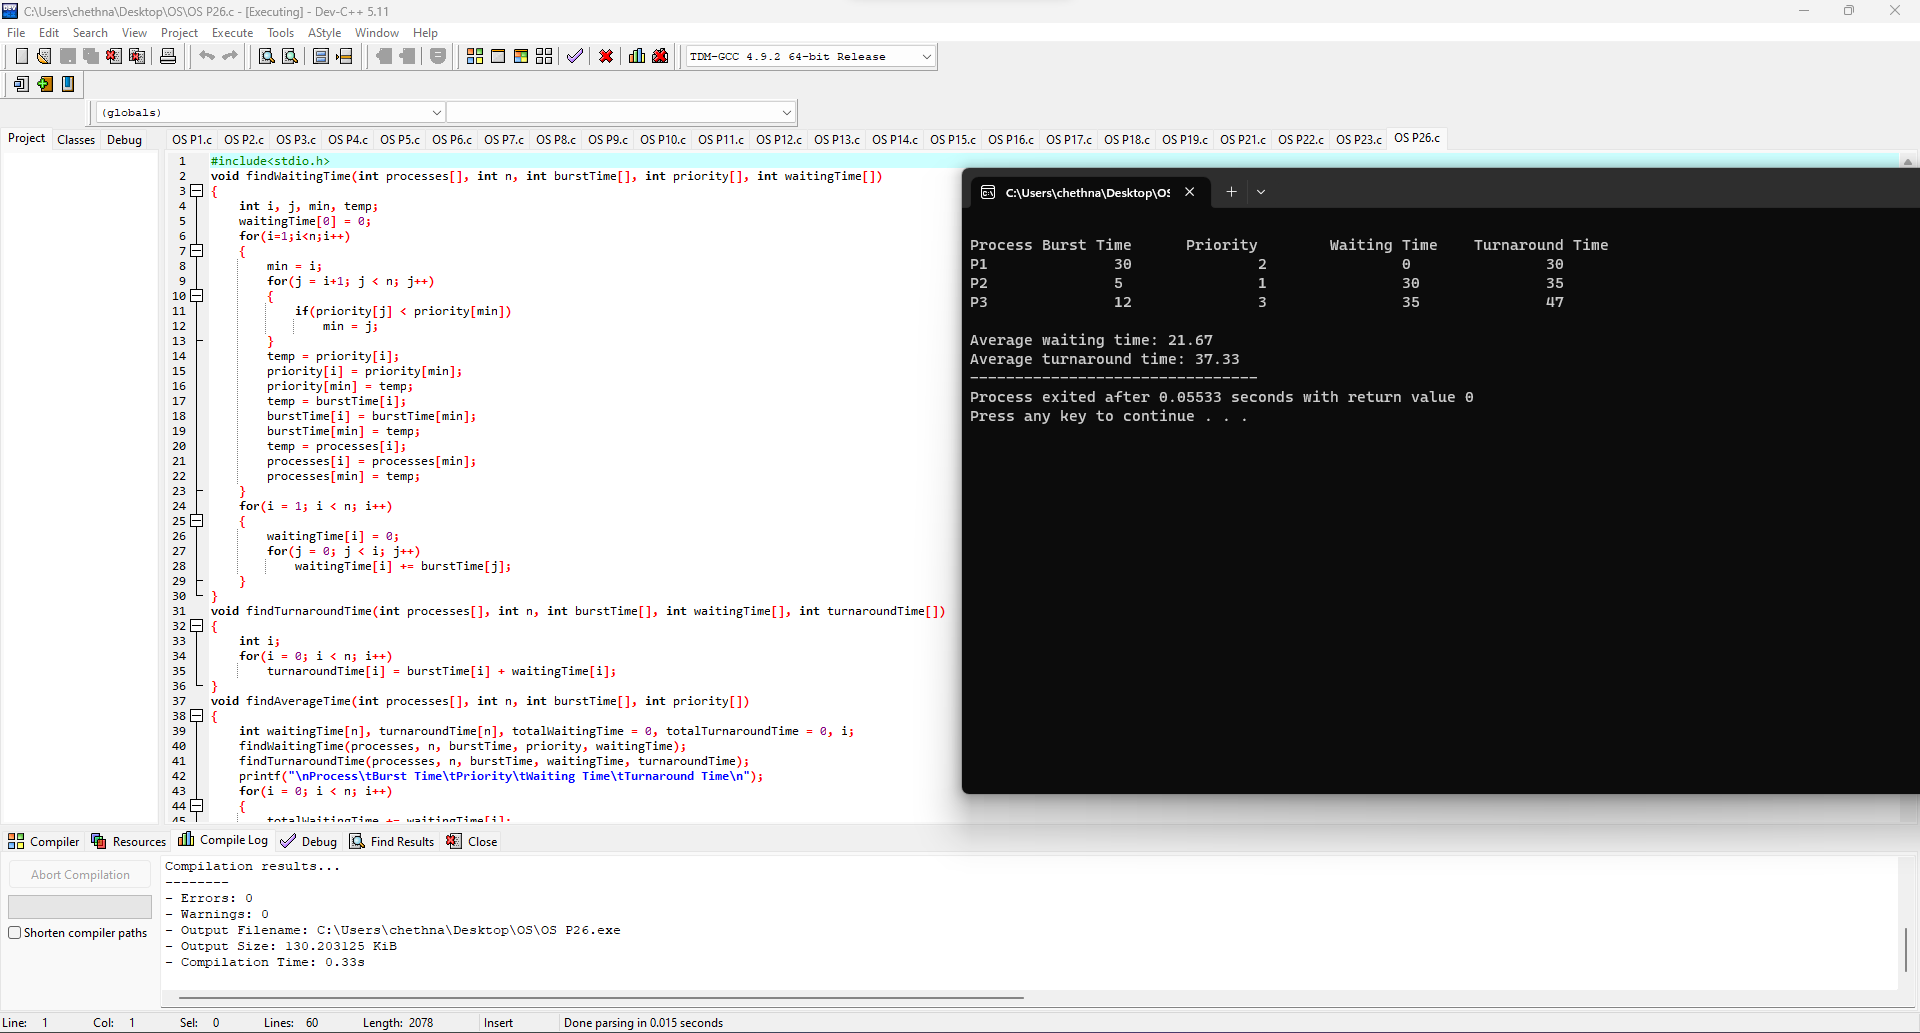 C:\Users\chethna\Desktop\OS\OS P26.c - [Executing] - Dev-C++ 5.11
File Edit Search View Project Execute Tools AStyle Window Help
TDM-GCC 4.9.2 64-bit Release
(globals)
Project Classes Debug
OS P1.c OS P2.c OS P3.c OS P4.c OS P5.c OS P6.c OS P7.c OS P8.c OS P9.c OS P10.c OS P11.c OS P12.c OS P13.c OS P14.c OS P15.c OS P16.c OS P17.c OS P18.c OS P19.c OS P21.c OS P22.c OS P23.c OS P26.c
1 #include<stdio.h>
2 void findWaitingTime(int processes[], int n, int burstTime[], int priority[], int waitingTime[])
3 {
4 int i, j, min, temp;
5 waitingTime[0] = 0;
6 for(i=1;i<n;i++)
7 {
8 min = i;
9 for(j = i+1; j < n; j++)
10 {
11 if(priority[j] < priority[min])
12 min = j;
13 }
14 temp = priority[i];
15 priority[i] = priority[min];
16 priority[min] = temp;
17 temp = burstTime[i];
18 burstTime[i] = burstTime[min];
19 burstTime[min] = temp;
20 temp = processes[i];
21 processes[i] = processes[min];
22 processes[min] = temp;
23 }
24 for(i = 1; i < n; i++)
25 {
26 waitingTime[i] = 0;
27 for(j = 0; j < i; j++)
28 waitingTime[i] += burstTime[j];
29 }
30 }
31 void findTurnaroundTime(int processes[], int n, int burstTime[], int waitingTime[], int turnaroundTime[])
32 {
33 int i;
34 for(i = 0; i < n; i++)
35 turnaroundTime[i] = burstTime[i] + waitingTime[i];
36 }
37 void findAverageTime(int processes[], int n, int burstTime[], int priority[])
38 {
39 int waitingTime[n], turnaroundTime[n], totalWaitingTime = 0, totalTurnaroundTime = 0, i;
40 findWaitingTime(processes, n, burstTime, priority, waitingTime);
41 findTurnaroundTime(processes, n, burstTime, waitingTime, turnaroundTime);
42 printf("\nProcess\tBurst Time\tPriority\tWaiting Time\tTurnaround Time\n");
43 for(i = 0; i < n; i++)
44 {
45 totalWaitingTime += waitingTime[i];
C:\Users\chethna\Desktop\OS
Process Burst Time Priority Waiting Time Turnaround Time
P1 30 2 0 30
P2 5 1 30 35
P3 12 3 35 47
Average waiting time: 21.67
Average turnaround time: 37.33
--------------------------------
Process exited after 0.05533 seconds with return value 0
Press any key to continue . . .
Compiler Resources Compile Log Debug Find Results Close
Abort Compilation
Shorten compiler paths
Compilation results...
--------
- Errors: 0
- Warnings: 0
- Output Filename: C:\Users\chethna\Desktop\OS\OS P26.exe
- Output Size: 130.203125 KiB
- Compilation Time: 0.33s
Line: 1 Col: 1 Sel: 0 Lines: 60 Length: 2078 Insert Done parsing in 0.015 seconds